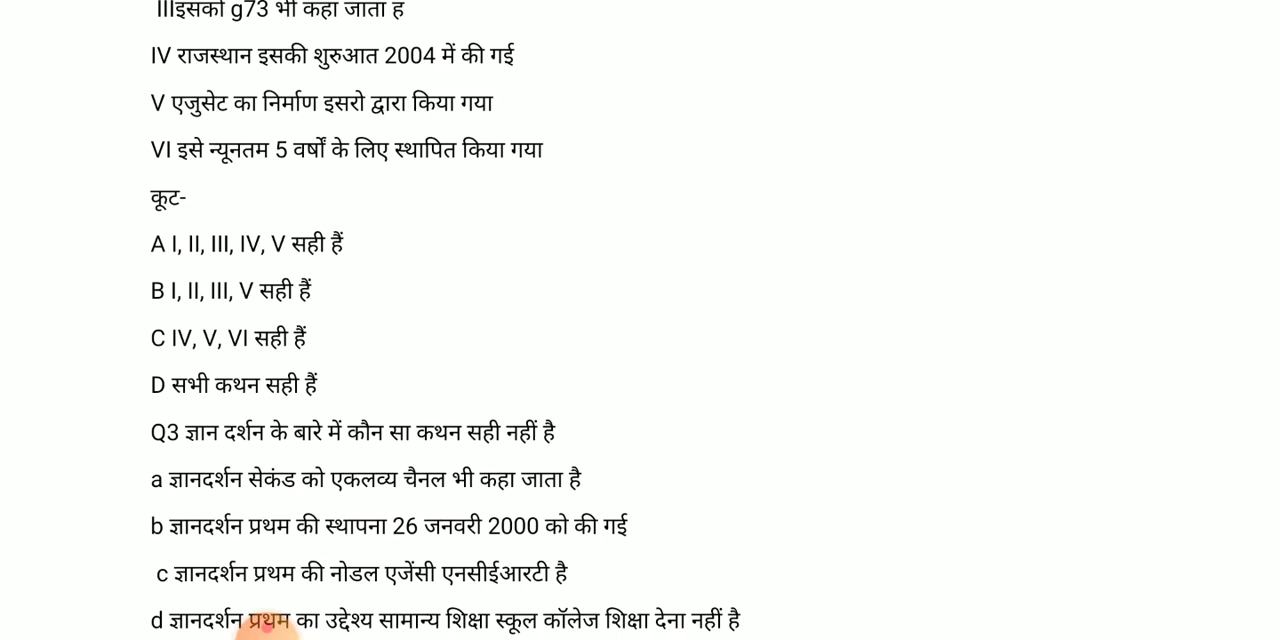 IIIइसको g73 भी कहा जाता ह
IV राजस्थान इसकी शुरुआत 2004 में की गई
V एजुसेट का निर्माण इसरो द्वारा किया गया
VI इसे न्यूनतम 5 वर्षों के लिए स्थापित किया गया
कूट-
A I, II, III, IV, V सही हैं
B I, II, III, V सही हैं
C IV, V, VI सही हैं
D सभी कथन सही हैं
Q3 ज्ञान दर्शन के बारे में कौन सा कथन सही नहीं है
a ज्ञानदर्शन सेकंड को एकलव्य चैनल भी कहा जाता है
b ज्ञानदर्शन प्रथम की स्थापना 26 जनवरी 2000 को की गई
c ज्ञानदर्शन प्रथम की नोडल एजेंसी एनसीईआरटी है
d ज्ञानदर्शन प्रथम का उद्देश्य सामान्य शिक्षा स्कूल कॉलेज शिक्षा देना नहीं है